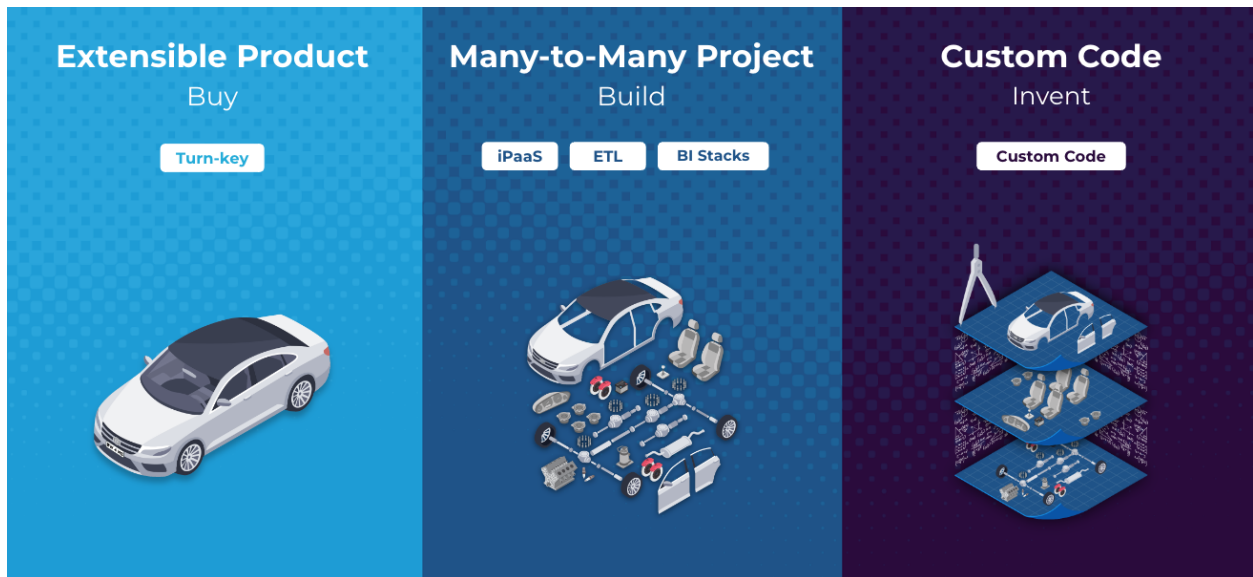 Extensible Product
Buy
Turn-key
Many-to-Many Project
Build
iPaaS
ETL
BI Stacks
Custom Code
Invent
Custom Code